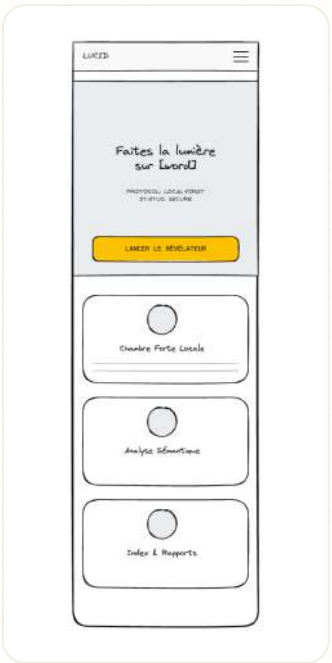 LUCID
Faites la lumière
sur [word]
PROTOCOL: LOCAL-FIRST
STATUS: SECURE
LANCER LE RÉVÉLATEUR
Chambre Forte Locale
Analyse Sémantique
Index & Rapports